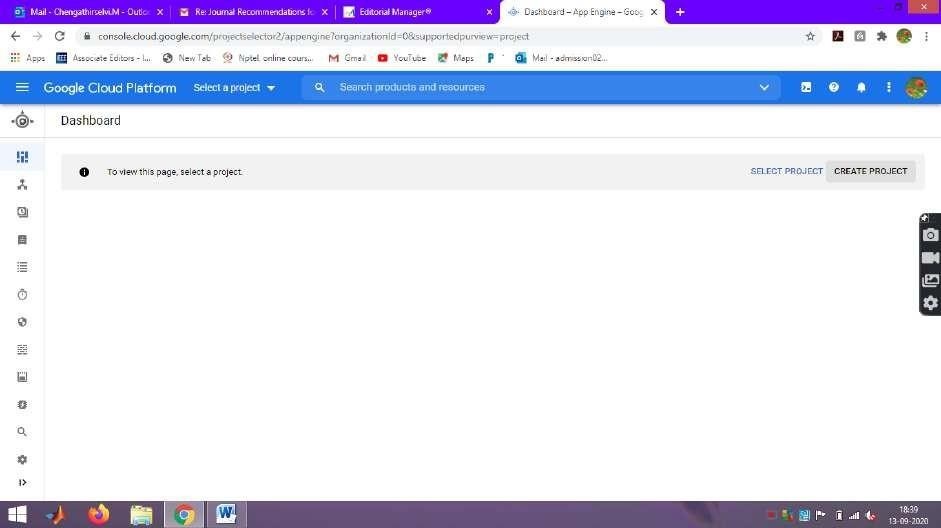 Mail - Chengathirselvi.M - Outlo
Re: Journal Recommendations fo
Editorial Manager®
Dashboard – App Engine – Goog
console.cloud.google.com/projectselector2/appengine?organizationId=0&supportedpurview=project
Apps
Associate Editors - I...
New Tab
Nptel, online cours...
Gmail
YouTube
Maps
Mail - admission02...
Google Cloud Platform
Select a project
Search products and resources
Dashboard
To view this page, select a project.
SELECT PROJECT
CREATE PROJECT
18:39
13-09-2020